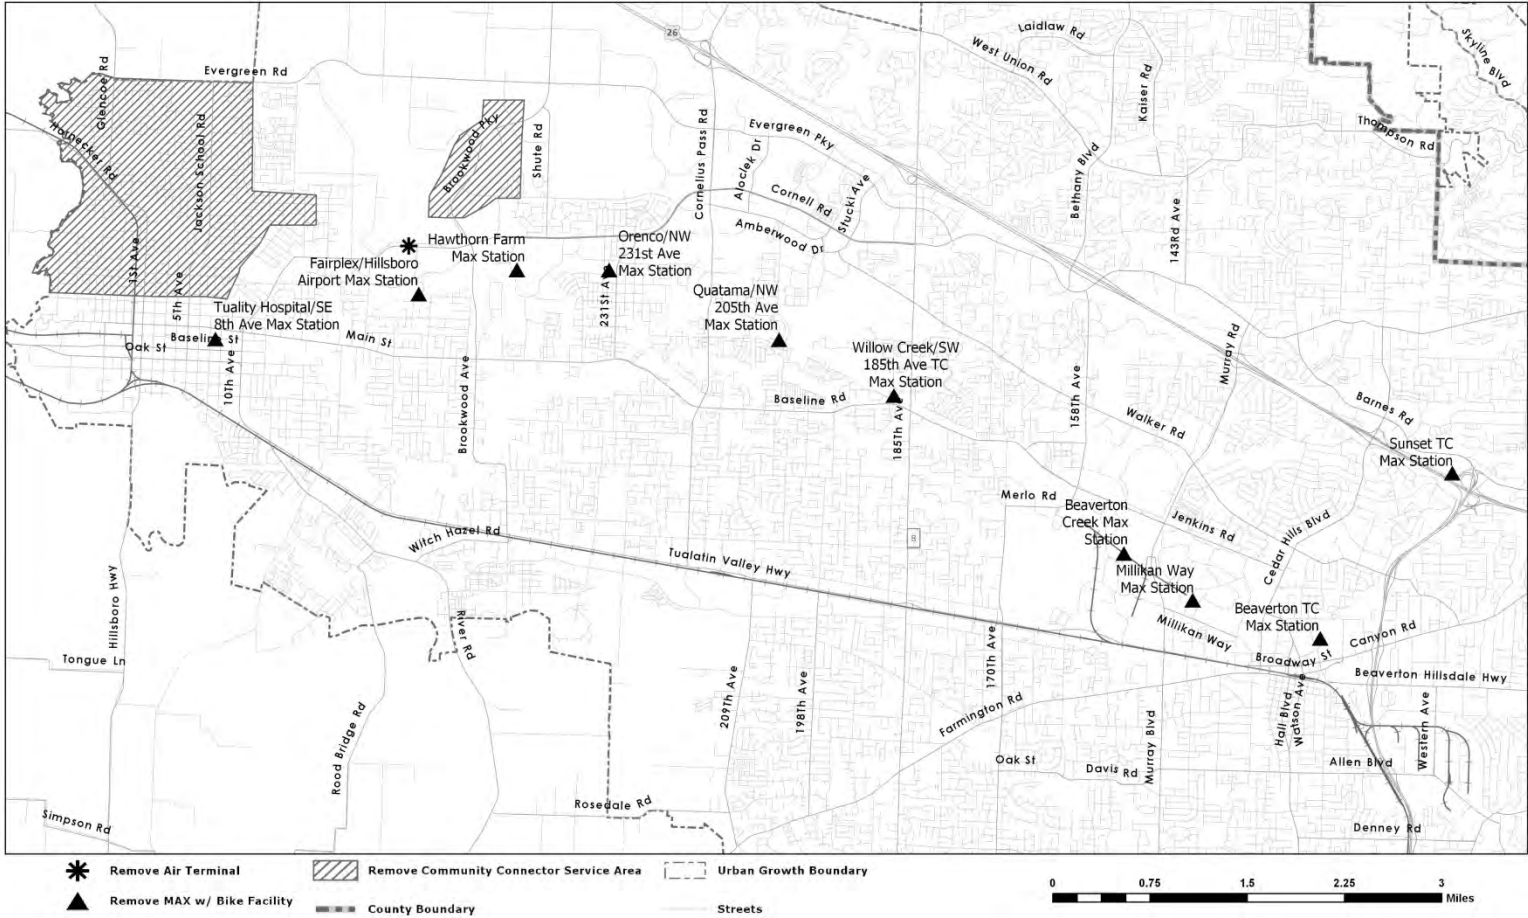 26
Laidlaw Rd
West Union Rd
Skyline Blvd
Kaiser Rd
Glencoe Rd
Evergreen Rd
Hornecker Rd
Jackson School Rd
Brookwood Pky
Shute Rd
Cornelius Pass Rd
Evergreen Pky
Aloclek Dr
Thompson Rd
Bethany Blvd
Cornell Rd
Stucki Ave
Amberwood Dr
143Rd Ave
1St Ave
5Th Ave
Hawthorn Farm
Max Station
Fairplex/Hillsboro
Airport Max Station
Orenco/NW
231st Ave
Max Station
231St Ave
Quatama/NW
205th Ave
Max Station
Tuality Hospital/SE
8th Ave Max Station
Baseline St
Oak St
Main St
10Th Ave
Brookwood Ave
Willow Creek/SW
185th Ave TC
Max Station
Baseline Rd
185Th Ave
158Th Ave
Murray Rd
Walker Rd
Barnes Rd
Sunset TC
Max Station
Merlo Rd
Beaverton
Creek Max
Station
Jenkins Rd
Cedar Hills Blvd
8
Witch Hazel Rd
Tualatin Valley Hwy
Millikan Way
Max Station
Beaverton TC
Max Station
Millikan Way
Canyon Rd
Broadway St
Beaverton Hillsdale Hwy
Hillsboro Hwy
River Rd
Tongue Ln
Rood Bridge Rd
209Th Ave
198Th Ave
170Th Ave
Farmington Rd
Hall Blvd
Watson Ave
Western Ave
Murray Blvd
Oak St
Davis Rd
Allen Blvd
Rosedale Rd
Simpson Rd
Denney Rd
Remove Air Terminal
Remove MAX w/ Bike Facility
Remove Community Connector Service Area
County Boundary
Urban Growth Boundary
Streets
0 0.75 1.5 2.25 3
Miles